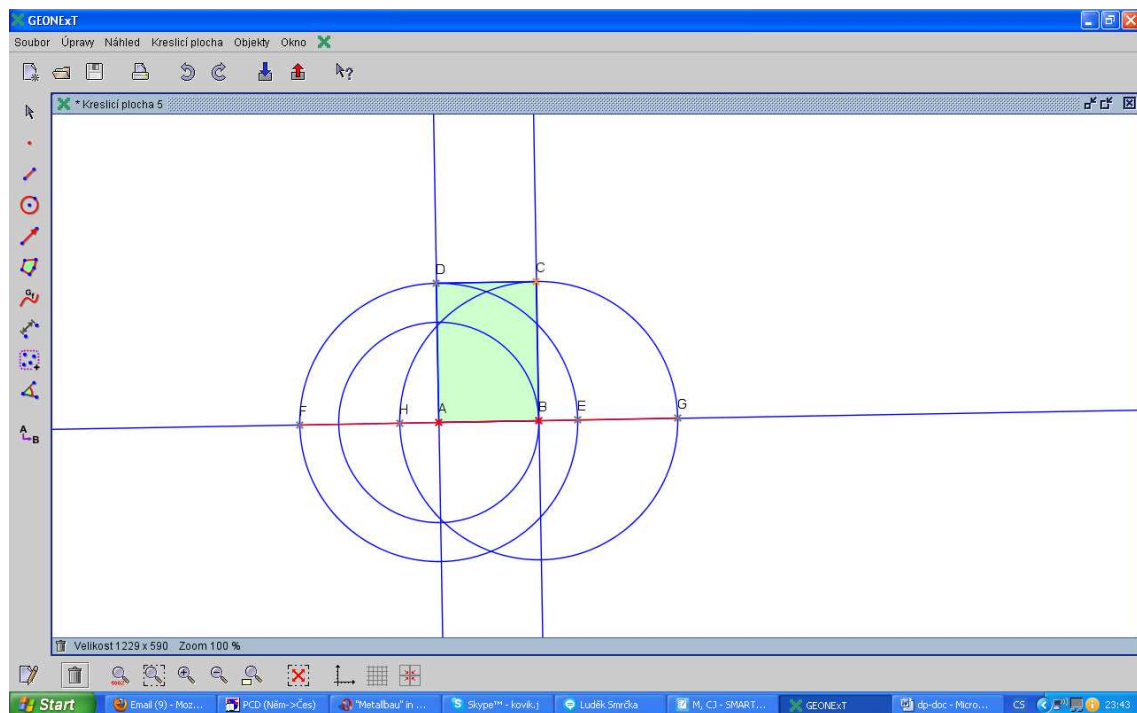 GEONExT
Soubor Úpravy Náhled Kreslicí plocha Objekty Okno
* Kreslicí plocha 5
D C
F H A B E G
A B
Velikost 1229 x 590 Zoom 100 %
Start Email (9) - Moz... PCD (Něm->Čes) "Metallbau" in ... Skype™ - kovik.j Luděk Smrčka M, CJ - SMART... GEONExT dp-doc - Micro... CS 23:43